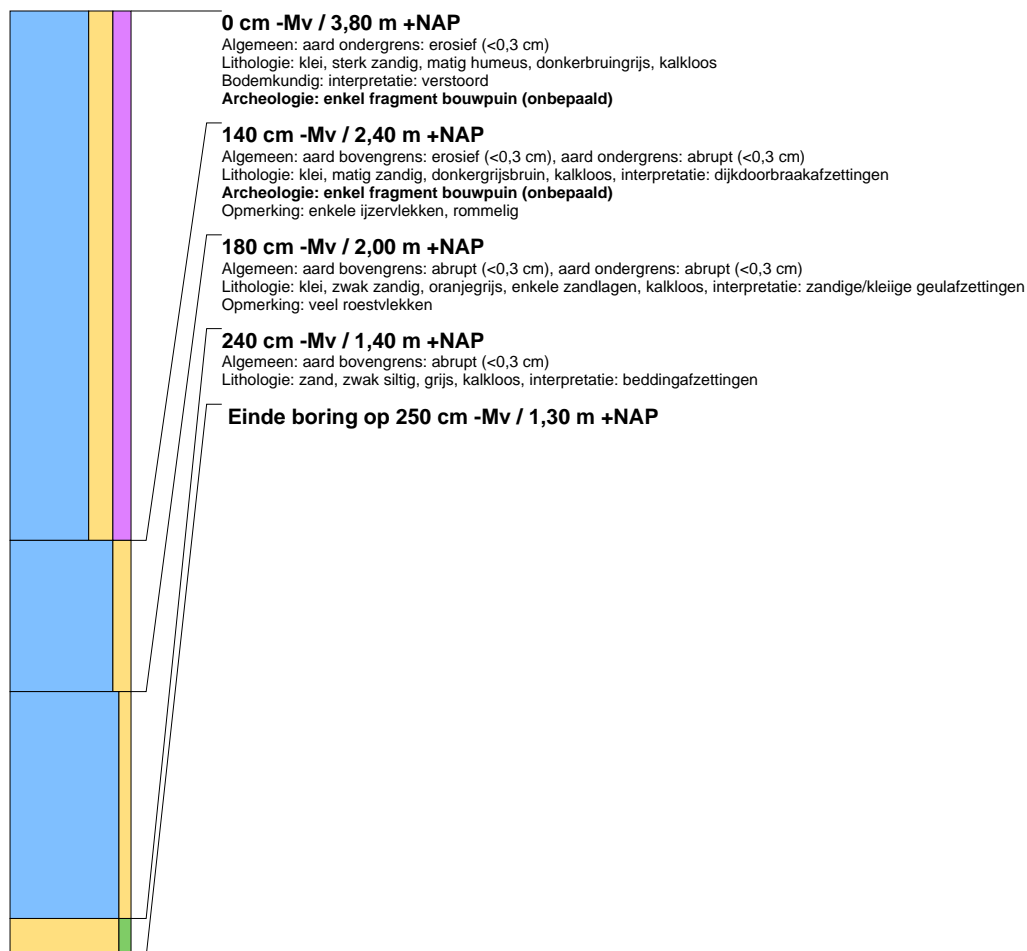 0 cm -Mv / 3,80 m +NAP
Algemeen: aard ondergrens: erosief (<0,3 cm)
Lithologie: klei, sterk zandig, matig humeus, donkerbruingrijs, kalkloos
Bodemkundig: interpretatie: verstoord
Archeologie: enkel fragment bouwpuin (onbepaald)
140 cm -Mv / 2,40 m +NAP
Algemeen: aard bovengrens: erosief (<0,3 cm), aard ondergrens: abrupt (<0,3 cm)
Lithologie: klei, matig zandig, donkergrijsbruin, kalkloos, interpretatie: dijkdoorbraakafzettingen
Archeologie: enkel fragment bouwpuin (onbepaald)
Opmerking: enkele ijzervlekken, rommelig
180 cm -Mv / 2,00 m +NAP
Algemeen: aard bovengrens: abrupt (<0,3 cm), aard ondergrens: abrupt (<0,3 cm)
Lithologie: klei, zwak zandig, oranjegrijs, enkele zandlagen, kalkloos, interpretatie: zandige/kleiige geulafzettingen
Opmerking: veel roestvlekken
240 cm -Mv / 1,40 m +NAP
Algemeen: aard bovengrens: abrupt (<0,3 cm)
Lithologie: zand, zwak siltig, grijs, kalkloos, interpretatie: beddingafzettingen
Einde boring op 250 cm -Mv / 1,30 m +NAP